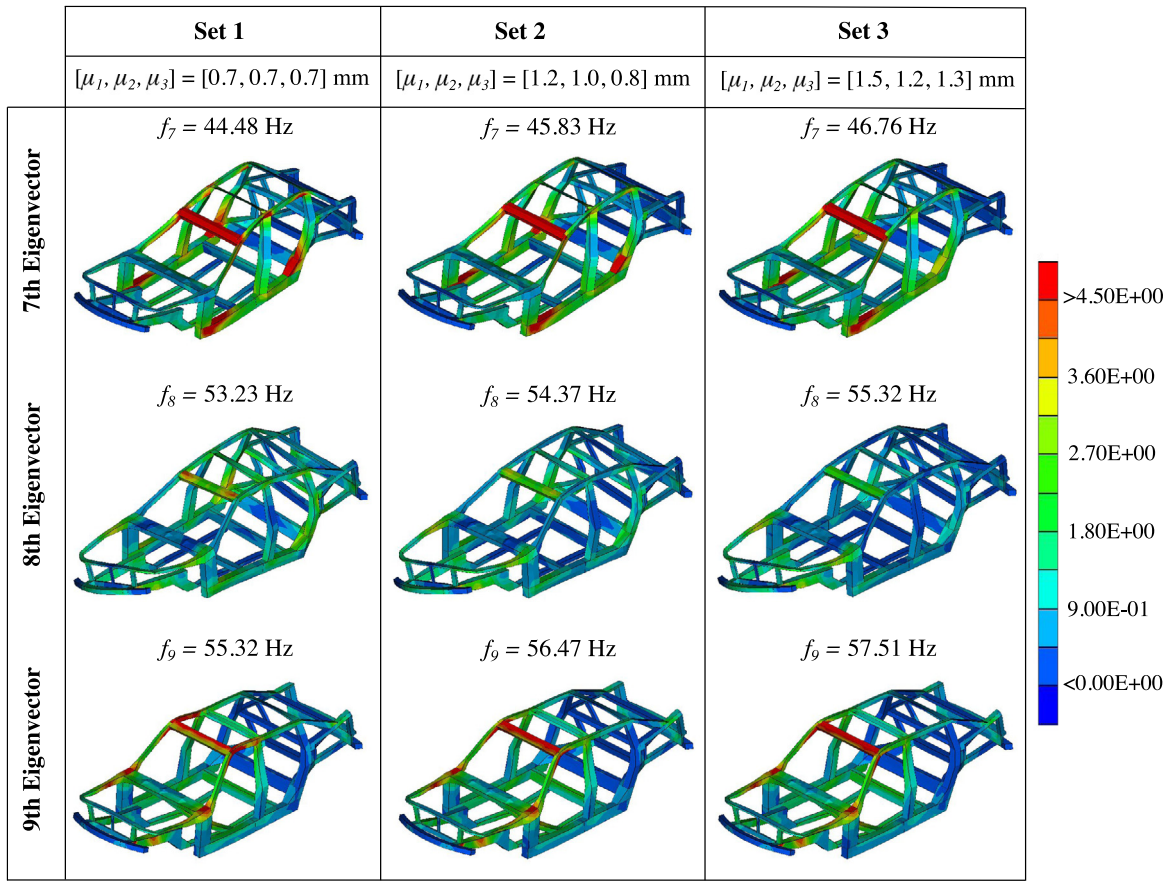 Set 1 Set 2 Set 3
[μ₁, μ₂, μ₃] = [0.7, 0.7, 0.7] mm [μ₁, μ₂, μ₃] = [1.2, 1.0, 0.8] mm [μ₁, μ₂, μ₃] = [1.5, 1.2, 1.3] mm
7th Eigenvector
f₇ = 44.48 Hz f₇ = 45.83 Hz f₇ = 46.76 Hz
8th Eigenvector
f₈ = 53.23 Hz f₈ = 54.37 Hz f₈ = 55.32 Hz
9th Eigenvector
f₉ = 55.32 Hz f₉ = 56.47 Hz f₉ = 57.51 Hz
>4.50E+00
3.60E+00
2.70E+00
1.80E+00
9.00E-01
<0.00E+00